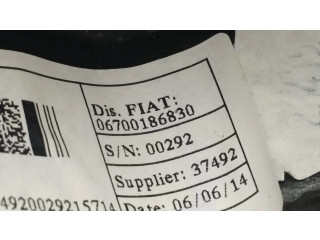 Dis. FIAT:
06700186830
S/N: 00292
Supplier: 37492
4920029215714
Date: 06/06/14